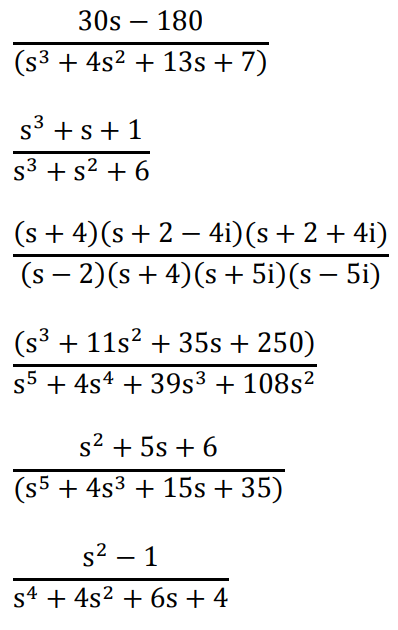 30s − 180
(s³ + 4s² + 13s + 7)
s³ + s + 1
s³ + s² + 6
(s + 4)(s + 2 − 4i)(s + 2 + 4i)
(s − 2)(s + 4)(s + 5i)(s − 5i)
(s³ + 11s² + 35s + 250)
s⁵ + 4s⁴ + 39s³ + 108s²
s² + 5s + 6
(s⁵ + 4s³ + 15s + 35)
s² − 1
s⁴ + 4s² + 6s + 4